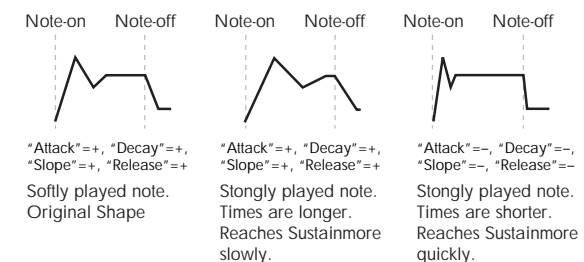 Note-on Note-off Note-on Note-off Note-on Note-off
"Attack"=+, "Decay"=+,
"Slope"=+, "Release"=+
Softly played note.
Original Shape
"Attack"=+, "Decay"=+,
"Slope"=+, "Release"=+
Stongly played note.
Times are longer.
Reaches Sustainmore
slowly.
"Attack"=–, "Decay"=–,
"Slope"=–, "Release"=–
Stongly played note.
Times are shorter.
Reaches Sustainmore
quickly.